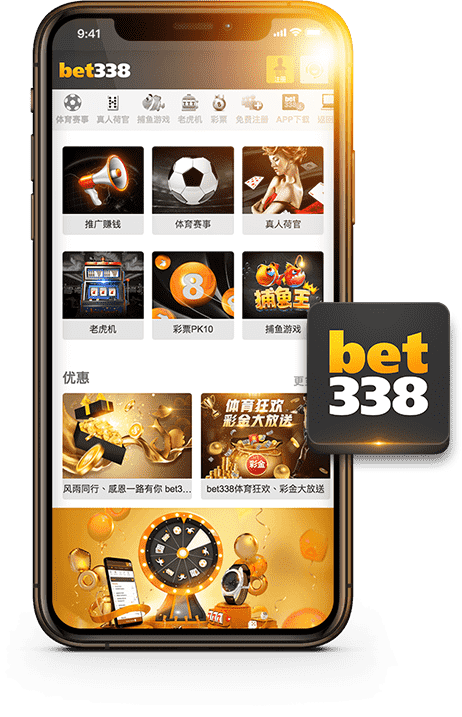 9:41
bet338
体育赛事 真人荷官 捕鱼游戏 老虎机 彩票 免费注册 APP下载
推广赚钱 体育赛事 真人荷官
8
捕鱼王
老虎机 彩票PK10 捕鱼游戏
bet
338
优惠
体育狂欢
彩金大放送
彩金
风雨同行、感恩一路有你 bet3... bet338体育狂欢、彩金大放送